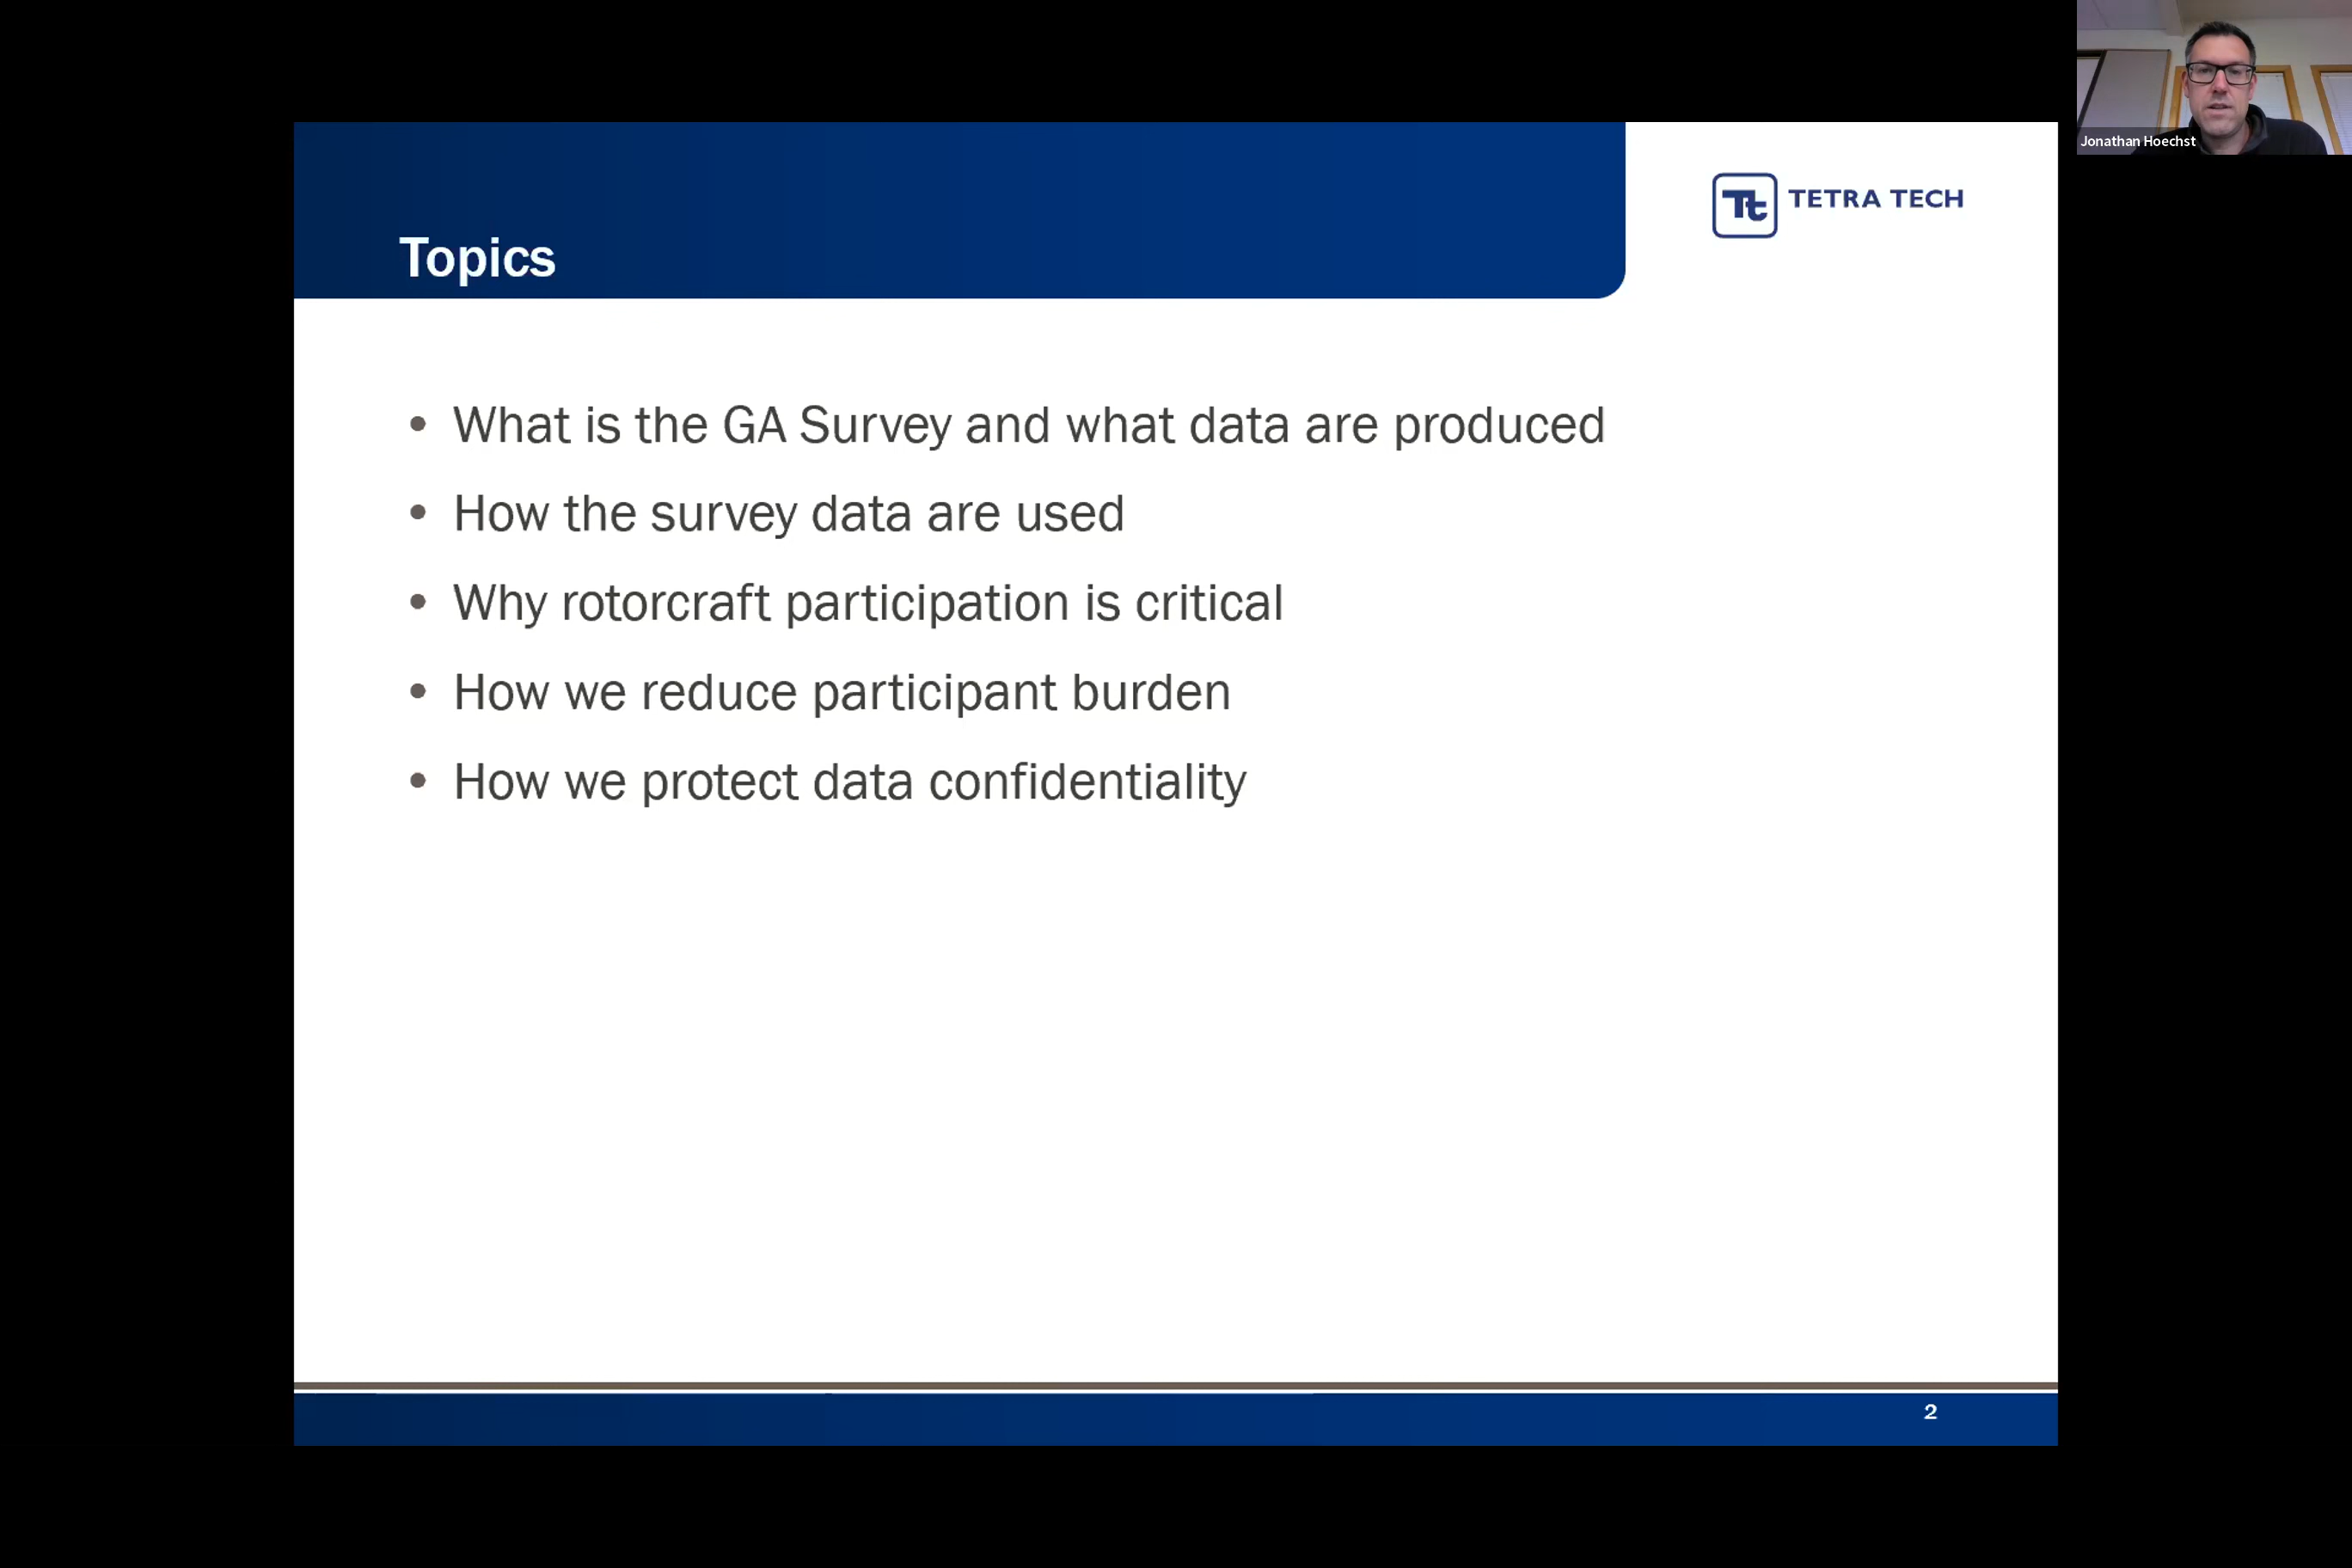 Jonathan Hoechst
Tt TETRA TECH
Topics
• What is the GA Survey and what data are produced
• How the survey data are used
• Why rotorcraft participation is critical
• How we reduce participant burden
• How we protect data confidentiality
2